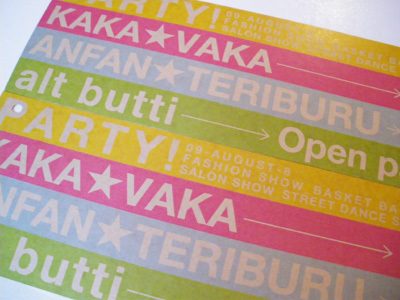 PARTY!
09-AUGUST-8
FASHION SHOW BASKET BA
SALON SHOW STREET DANCE
KAKA★VAKA
ANFAN★TERIBURU
alt butti → Open p
PARTY!
09-AUGUST-8
FASHION SHOW BASKET BA
SALON SHOW STREET DANCE S
KAKA★VAKA
ANFAN★TERIBURU
butti